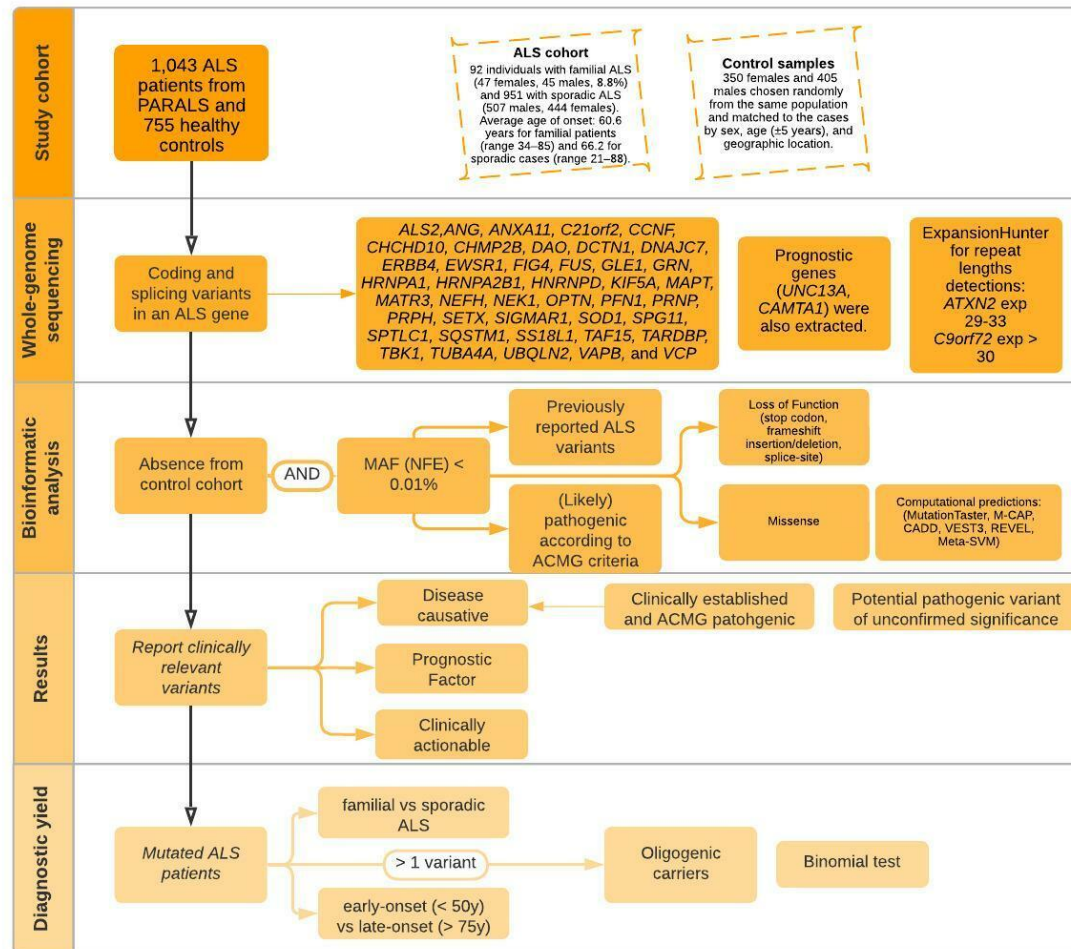 Study cohort
1,043 ALS
patients from
PARALS and
755 healthy
controls
ALS cohort
92 individuals with familial ALS
(47 females, 45 males, 8.8%)
and 951 with sporadic ALS
(507 males, 444 females).
Average age of onset: 60.6
years for familial patients
(range 34–85) and 66.2 for
sporadic cases (range 21–88).
Control samples
350 females and 405
males chosen randomly
from the same population
and matched to the cases
by sex, age (±5 years), and
geographic location.
Whole-genome
sequencing
Coding and
splicing variants
in an ALS gene
ALS2,ANG, ANXA11, C21orf2, CCNF,
CHCHD10, CHMP2B, DAO, DCTN1, DNAJC7,
ERBB4, EWSR1, FIG4, FUS, GLE1, GRN,
HRNPA1, HRNPA2B1, HNRNPD, KIF5A, MAPT,
MATR3, NEFH, NEK1, OPTN, PFN1, PRNP,
PRPH, SETX, SIGMAR1, SOD1, SPG11,
SPTLC1, SQSTM1, SS18L1, TAF15, TARDBP,
TBK1, TUBA4A, UBQLN2, VAPB, and VCP
Prognostic
genes
(UNC13A,
CAMTA1) were
also extracted.
ExpansionHunter
for repeat
lengths
detections:
ATXN2 exp
29-33
C9orf72 exp >
30
Bioinformatic
analysis
Absence from
control cohort
AND
MAF (NFE) <
0.01%
Previously
reported ALS
variants
(Likely)
pathogenic
according to
ACMG criteria
Loss of Function
(stop codon,
frameshift
insertion/deletion,
splice-site)
Missense
Computational predictions:
(MutationTaster, M-CAP,
CADD, VEST3, REVEL,
Meta-SVM)
Results
Report clinically
relevant
variants
Disease
causative
Clinically established
and ACMG patohgenic
Potential pathogenic variant
of unconfirmed significance
Prognostic
Factor
Clinically
actionable
Diagnostic yield
Mutated ALS
patients
familial vs sporadic
ALS
> 1 variant
early-onset (< 50y)
vs late-onset (> 75y)
Oligogenic
carriers
Binomial test